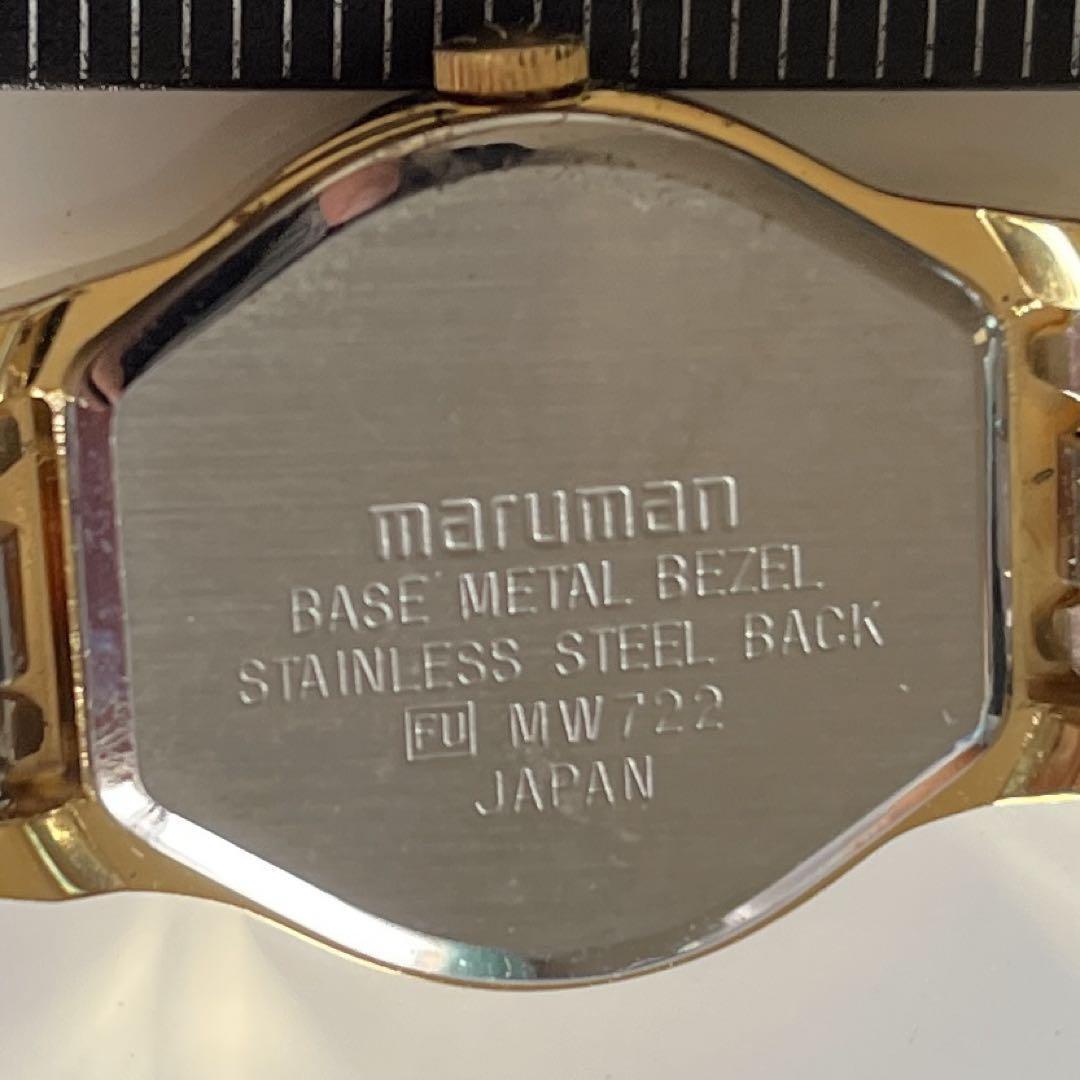 maruman
BASE METAL BEZEL
STAINLESS STEEL BACK
FU MW722
JAPAN